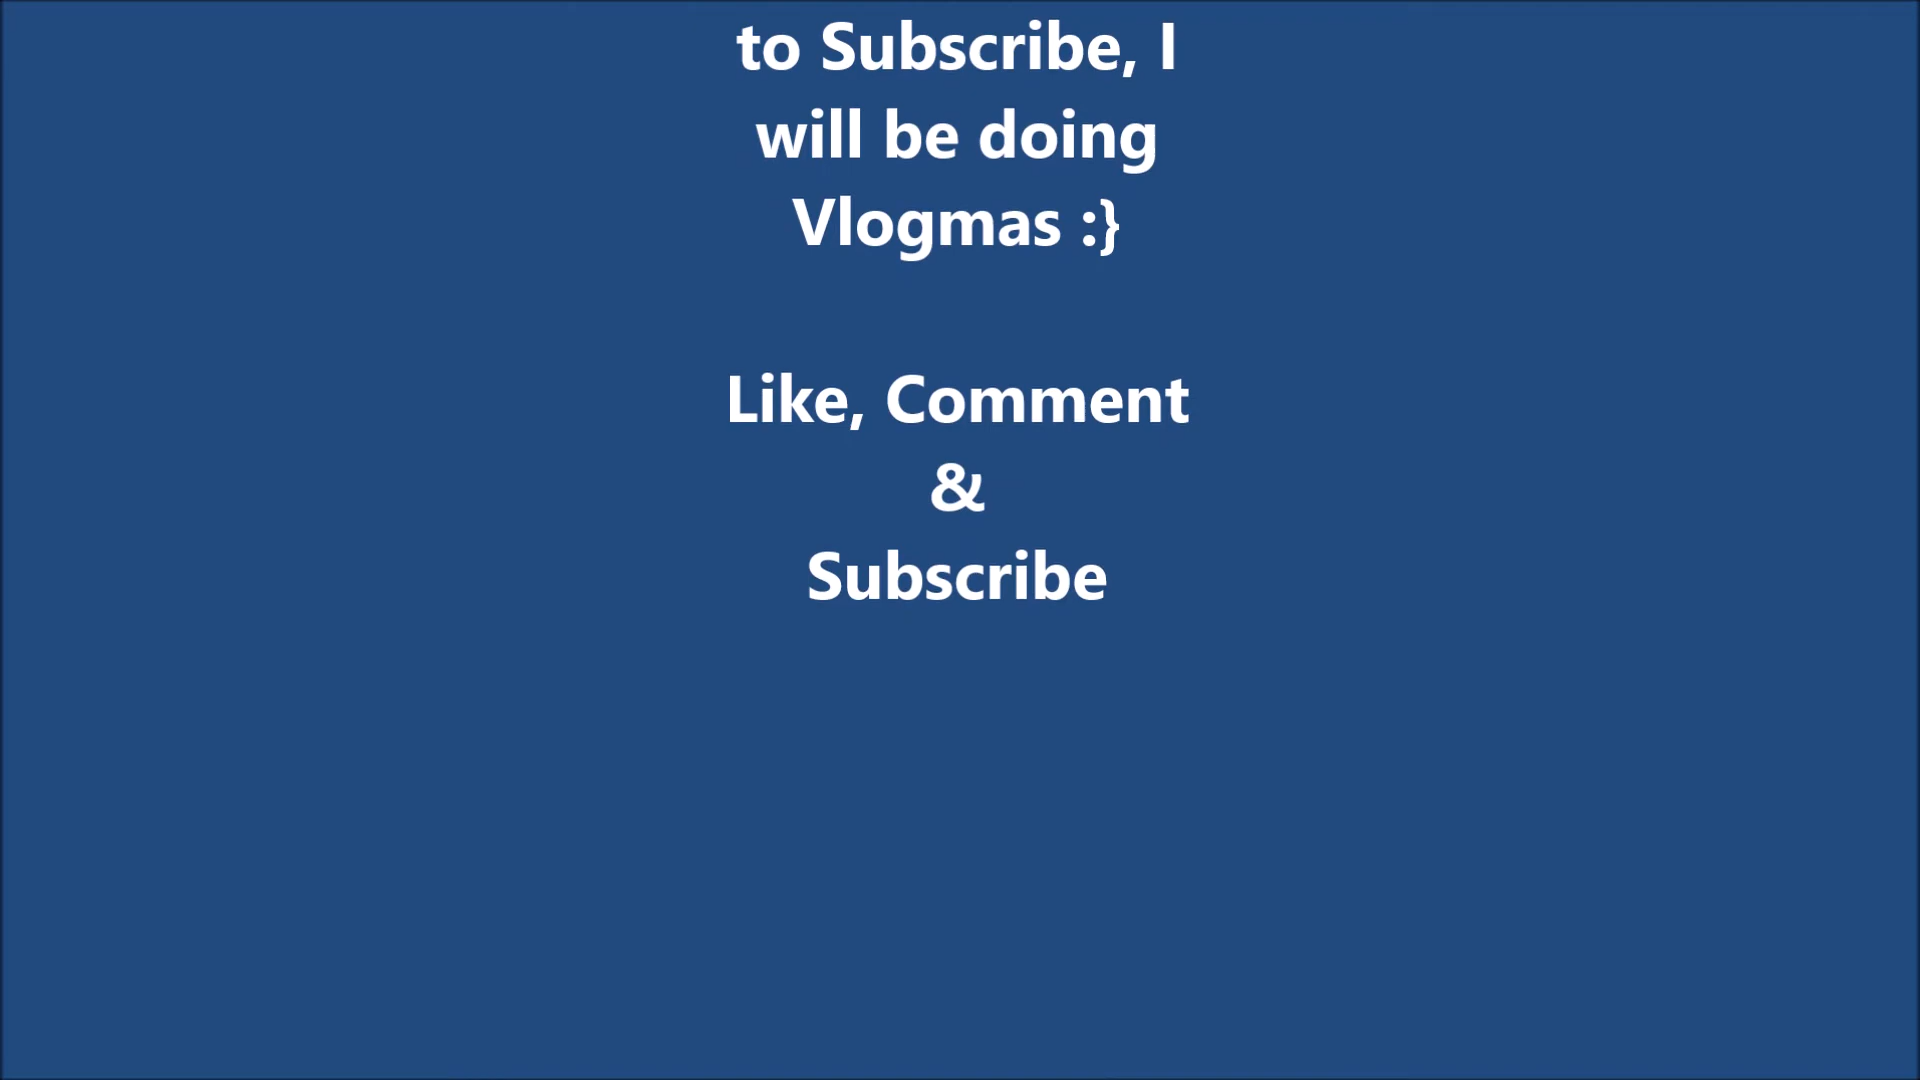 to Subscribe, I
will be doing
Vlogmas :}
Like, Comment
&
Subscribe